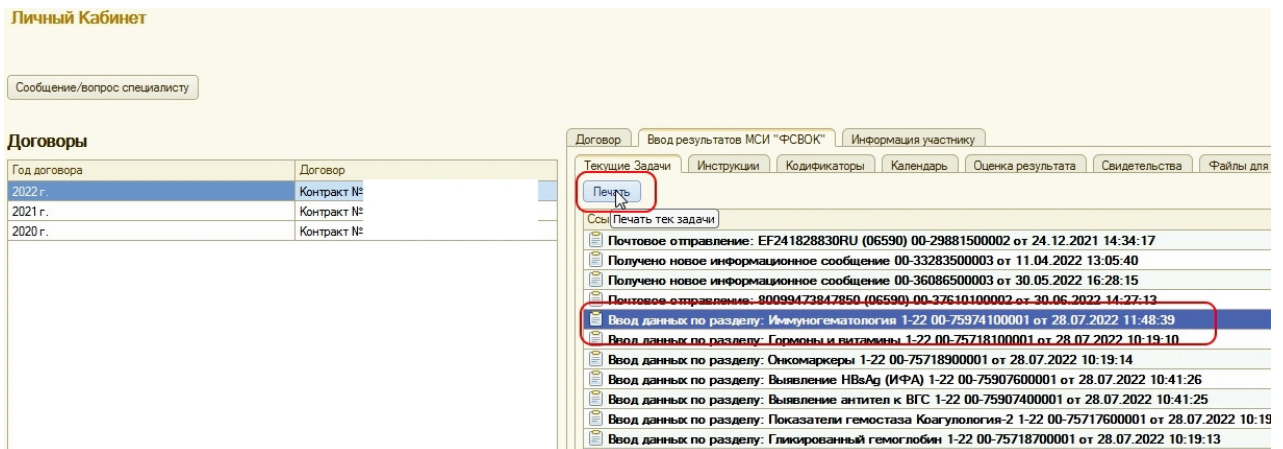 Личный Кабинет
Сообщение/вопрос специалисту
Договоры
Год договора Договор
2022 г. Контракт №
2021 г. Контракт №
2020 г. Контракт №
Договор Ввод результатов МСИ "ФСВОК" Информация участнику
Текущие Задачи Инструкции Кодификаторы Календарь Оценка результата Свидетельства Файлы для
Печать
Ссы Печать тек задачи
Почтовое отправление: EF241828830RU (06590) 00-29881500002 от 24.12.2021 14:34:17
Получено новое информационное сообщение 00-33283500003 от 11.04.2022 13:05:40
Получено новое информационное сообщение 00-36086500003 от 30.05.2022 16:28:15
Почтовое отправление: 80099473847850 (06590) 00-37610100002 от 30.06.2022 14:27:13
Ввод данных по разделу: Иммуногематология 1-22 00-75974100001 от 28.07.2022 11:48:39
Ввод данных по разделу: Гормоны и витамины 1-22 00-75718100001 от 28.07.2022 10:19:10
Ввод данных по разделу: Онкомаркеры 1-22 00-75718900001 от 28.07.2022 10:19:14
Ввод данных по разделу: Выявление HBsAg (ИФА) 1-22 00-75907600001 от 28.07.2022 10:41:26
Ввод данных по разделу: Выявление антител к ВГС 1-22 00-75907400001 от 28.07.2022 10:41:25
Ввод данных по разделу: Показатели гемостаза Коагулология-2 1-22 00-75717600001 от 28.07.2022 10:19
Ввод данных по разделу: Гликированный гемоглобин 1-22 00-75718700001 от 28.07.2022 10:19:13